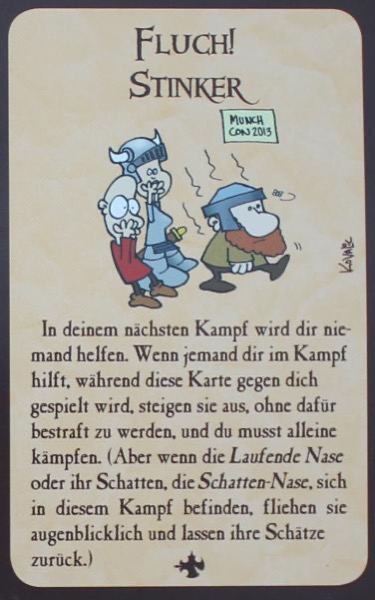 FLUCH!
STINKER
MUNCH
CON 2013
KOVALIC
In deinem nächsten Kampf wird dir nie-
mand helfen. Wenn jemand dir im Kampf
hilft, während diese Karte gegen dich
gespielt wird, steigen sie aus, ohne dafür
bestraft zu werden, und du musst alleine
kämpfen. (Aber wenn die Laufende Nase
oder ihr Schatten, die Schatten-Nase, sich
in diesem Kampf befinden, fliehen sie
augenblicklich und lassen ihre Schätze
zurück.)